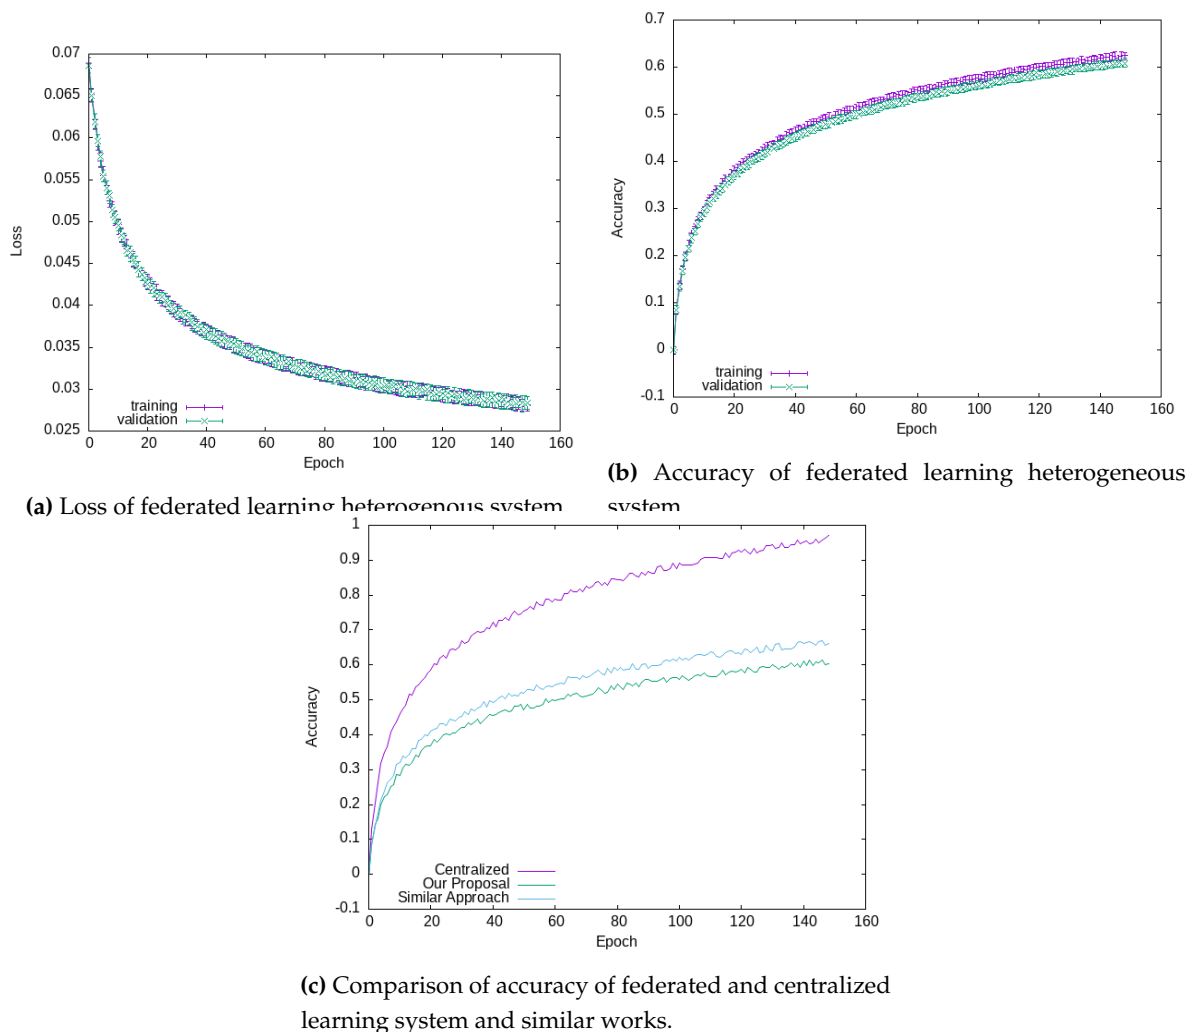 0.07
0.065
0.06
0.055
0.05
0.045
0.04
0.035
0.03
0.025
Loss
training
validation
0 20 40 60 80 100 120 140 160
Epoch
(a) Loss of federated learning heterogenous system
0.7
0.6
0.5
0.4
0.3
0.2
0.1
0
-0.1
Accuracy
training
validation
0 20 40 60 80 100 120 140 160
Epoch
(b) Accuracy of federated learning heterogeneous
system
1
0.9
0.8
0.7
0.6
0.5
0.4
0.3
0.2
0.1
0
-0.1
Accuracy
Centralized
Our Proposal
Similar Approach
0 20 40 60 80 100 120 140 160
Epoch
(c) Comparison of accuracy of federated and centralized
learning system and similar works.